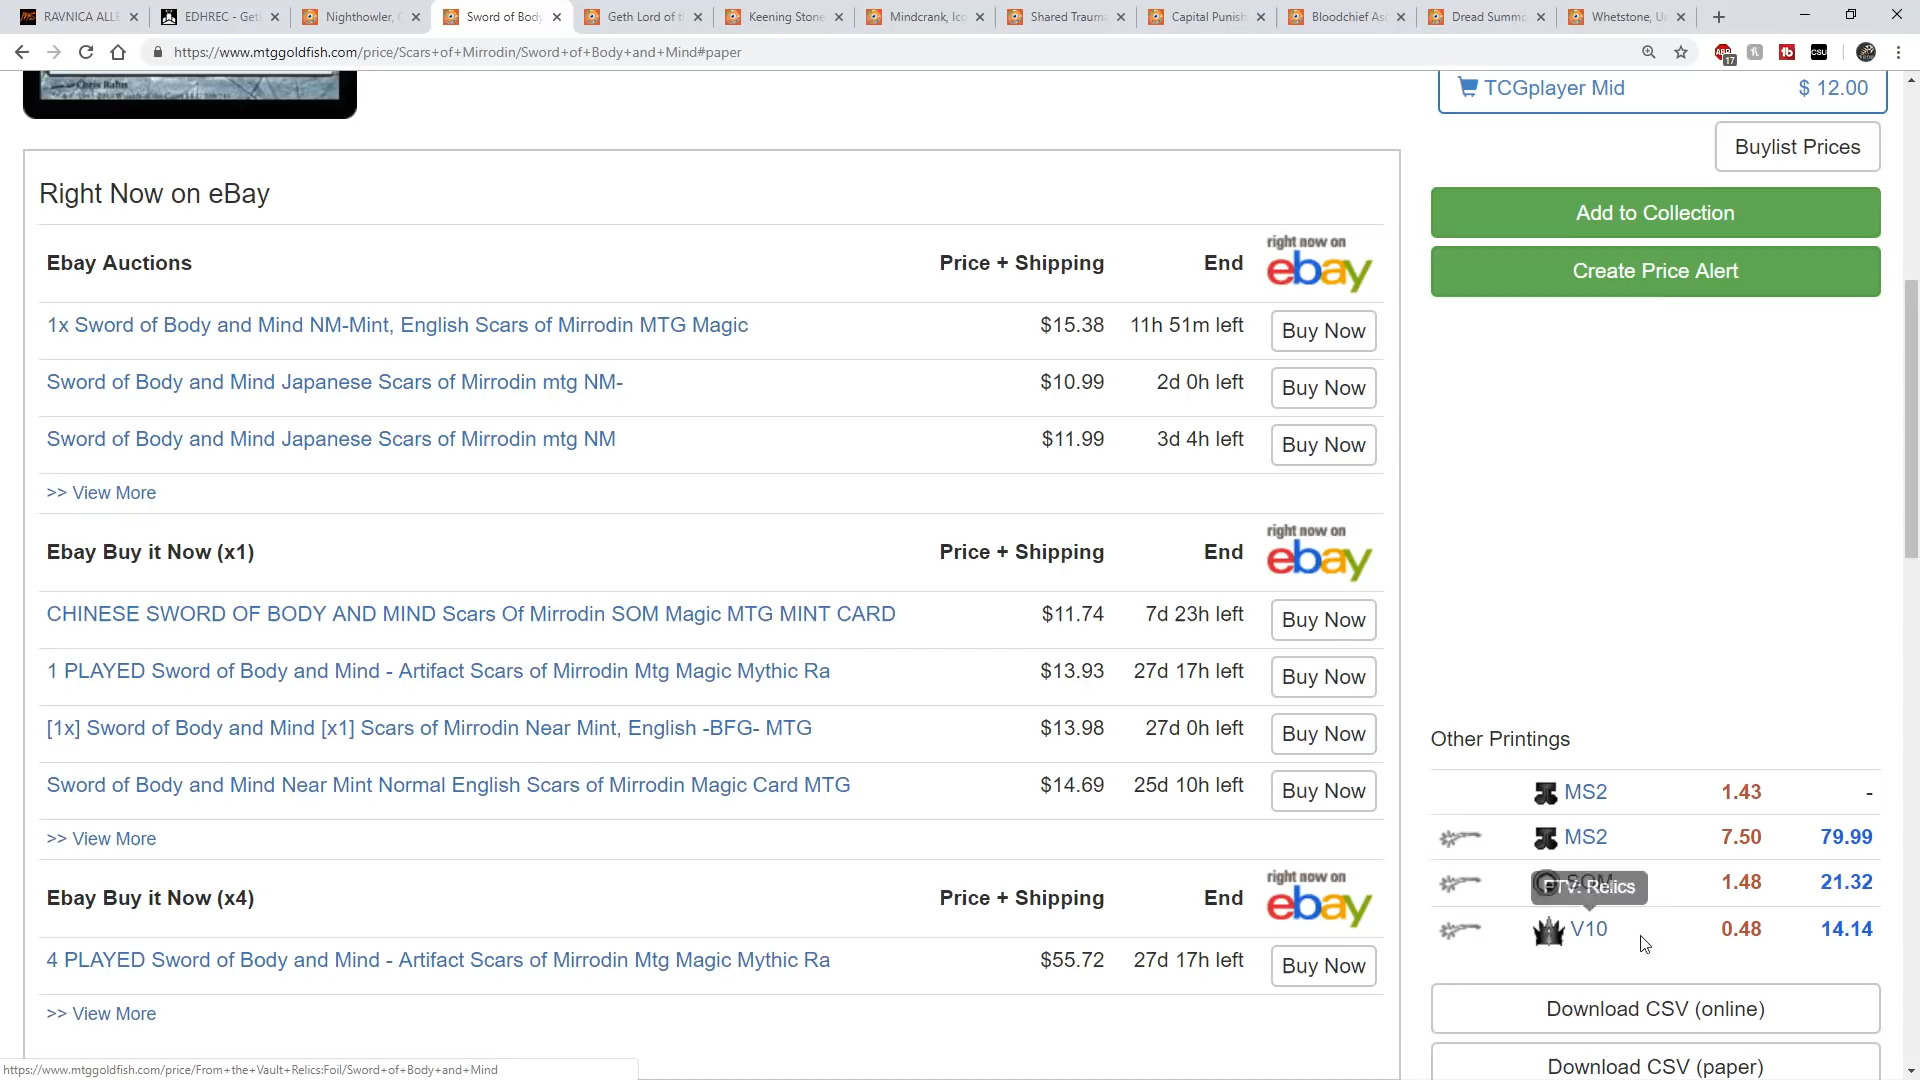 RAVNICA ALLE
EDHREC - Geth
Nighthowler, C
Sword of Body
Geth Lord of t
Keening Stone
Mindcrank, Ico
Shared Trauma
Capital Punish
Bloodchief Asc
Dread Summo
Whetstone, U
https://www.mtggoldfish.com/price/Scars+of+Mirrodin/Sword+of+Body+and+Mind#paper
ABP
17
tb
CSU
Chris Rahn
TCGplayer Mid $ 12.00
Buylist Prices
Add to Collection
Create Price Alert
Right Now on eBay
Ebay Auctions Price + Shipping End right now on ebay
1x Sword of Body and Mind NM-Mint, English Scars of Mirrodin MTG Magic $15.38 11h 51m left Buy Now
Sword of Body and Mind Japanese Scars of Mirrodin mtg NM- $10.99 2d 0h left Buy Now
Sword of Body and Mind Japanese Scars of Mirrodin mtg NM $11.99 3d 4h left Buy Now
>> View More
Ebay Buy it Now (x1) Price + Shipping End right now on ebay
CHINESE SWORD OF BODY AND MIND Scars Of Mirrodin SOM Magic MTG MINT CARD $11.74 7d 23h left Buy Now
1 PLAYED Sword of Body and Mind - Artifact Scars of Mirrodin Mtg Magic Mythic Ra $13.93 27d 17h left Buy Now
[1x] Sword of Body and Mind [x1] Scars of Mirrodin Near Mint, English -BFG- MTG $13.98 27d 0h left Buy Now
Sword of Body and Mind Near Mint Normal English Scars of Mirrodin Magic Card MTG $14.69 25d 10h left Buy Now
>> View More
Ebay Buy it Now (x4) Price + Shipping End right now on ebay
4 PLAYED Sword of Body and Mind - Artifact Scars of Mirrodin Mtg Magic Mythic Ra $55.72 27d 17h left Buy Now
>> View More
Other Printings
MS2 1.43 -
MS2 7.50 79.99
SOM 1.48 21.32
FTV: Relics
V10 0.48 14.14
Download CSV (online)
Download CSV (paper)
https://www.mtggoldfish.com/price/From+the+Vault+Relics:Foil/Sword+of+Body+and+Mind